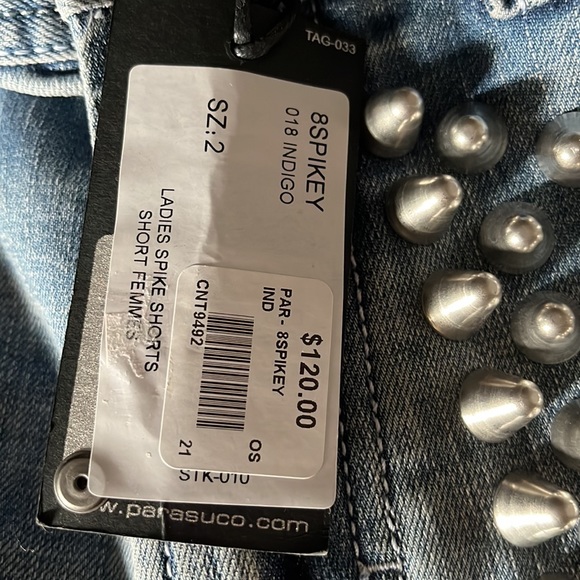 TAG-033
8SPIKEY
018 INDIGO
SZ: 2
LADIES SPIKE SHORTS
SHORT FEMMES
$120.00
PAR - 8SPIKEY
IND
CNT9492
OS
21
STK-010
w.parasuco.com